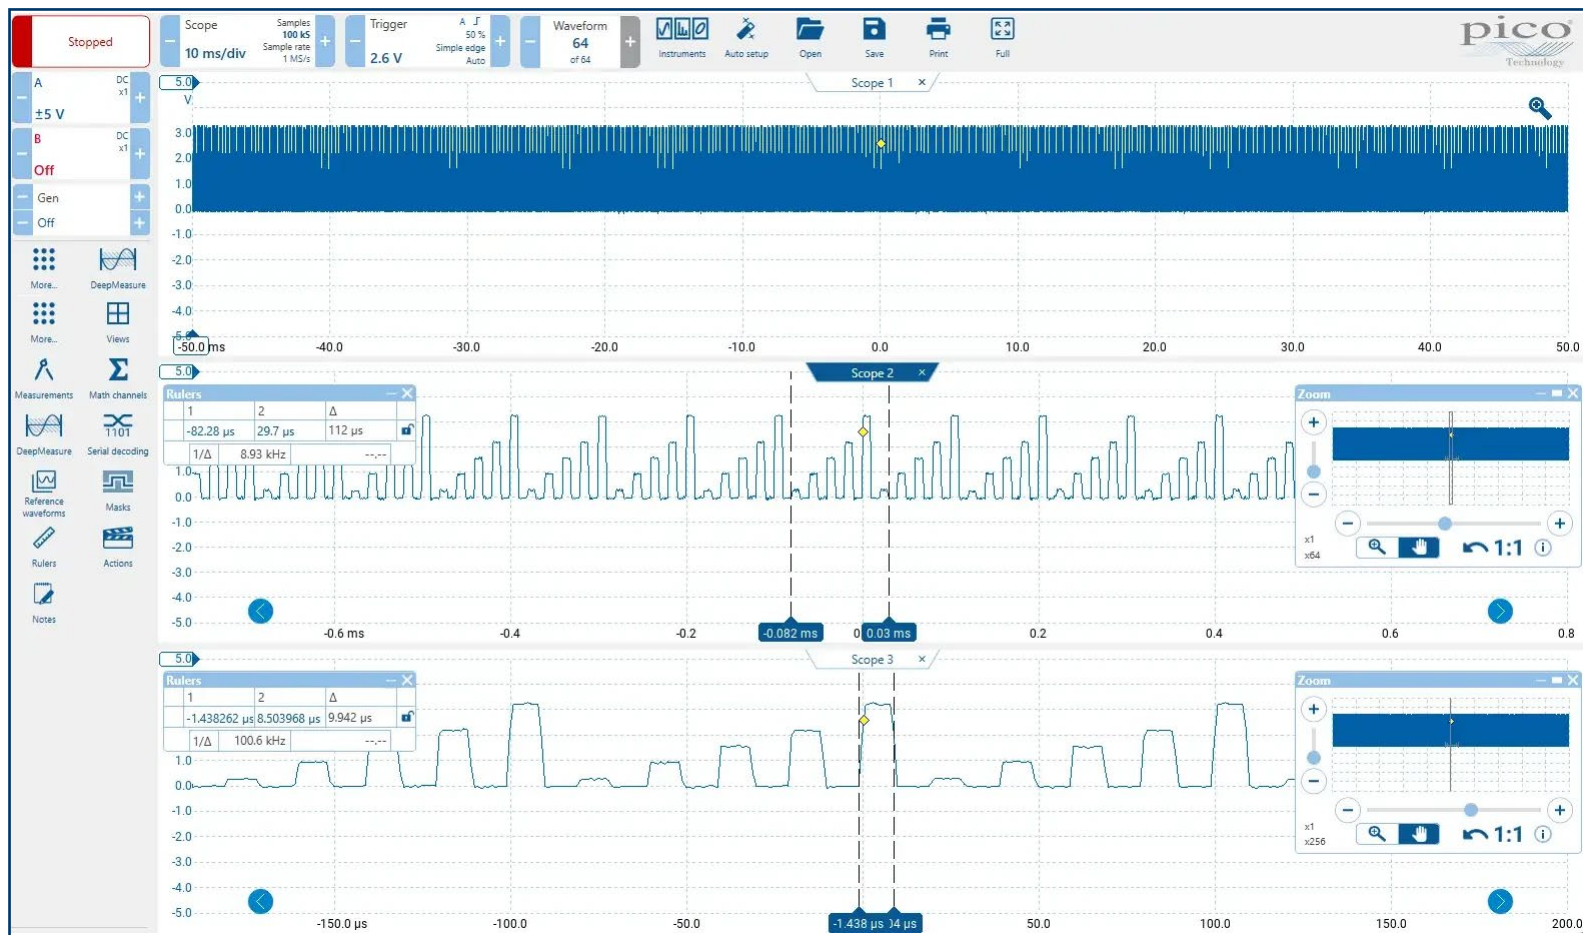 Stopped
Scope
10 ms/div
Samples
100 kS
Sample rate
1 MS/s
Trigger
2.6 V
A
50 %
Simple edge
Auto
Waveform
64
of 64
Instruments
Auto setup
Open
Save
Print
Full
pico
Technology
A
DC
x1
±5 V
B
DC
x1
Off
Gen
Off
More...
DeepMeasure
More...
Views
Measurements
Math channels
DeepMeasure
1101
Serial decoding
Reference
waveforms
Masks
Rulers
Actions
Notes
Scope 1 ×
5.0
V
3.0
2.0
1.0
0.0
-1.0
-2.0
-3.0
-4.0
-50.0 ms -40.0 -30.0 -20.0 -10.0 0.0 10.0 20.0 30.0 40.0 50.0
Scope 2 ×
5.0
Rulers
1 2 Δ
-82.28 µs 29.7 µs 112 µs
1/Δ 8.93 kHz --.--
1.0
0.0
-1.0
-2.0
-3.0
-4.0
-5.0
Zoom
x1
x64
1:1
-0.6 ms -0.4 -0.2 -0.082 ms 0 0.03 ms 0.2 0.4 0.6 0.8
Scope 3 ×
5.0
Rulers
1 2 Δ
-1.438262 µs 8.503968 µs 9.942 µs
1/Δ 100.6 kHz --.--
1.0
0.0
-1.0
-2.0
-3.0
-4.0
-5.0
Zoom
x1
x256
1:1
-150.0 µs -100.0 -50.0 -1.438 µs 50.0 100.0 150.0 200.0